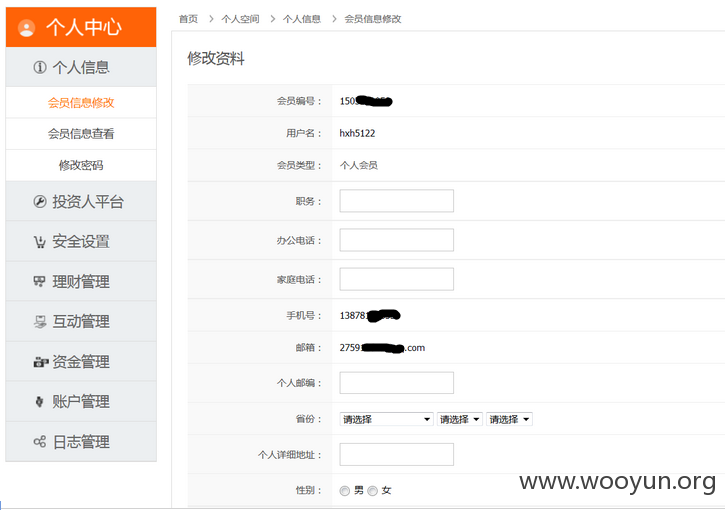 个人中心
个人信息
会员信息修改
会员信息查看
修改密码
投资人平台
安全设置
理财管理
互动管理
资金管理
账户管理
日志管理
首页 > 个人空间 > 个人信息 > 会员信息修改
修改资料
会员编号： 150
用户名： hxh5122
会员类型： 个人会员
职务：
办公电话：
家庭电话：
手机号： 13878
邮箱： 2759 .com
个人邮编：
省份： 请选择 请选择 请选择
个人详细地址：
性别： 男 女
www.wooyun.org